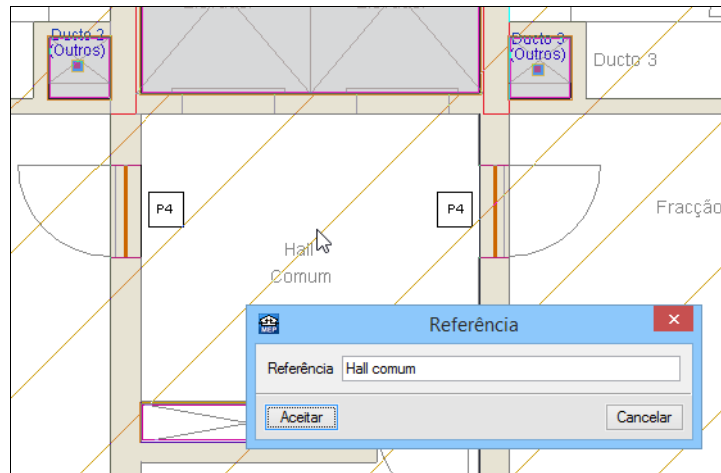 Ducto 2
(Outros)
Ducto 3
(Outros)
Ducto 3
P4
P4
Fracção
Hall
Comum
MEP
Referência
Referência
Hall comum
Aceitar
Cancelar